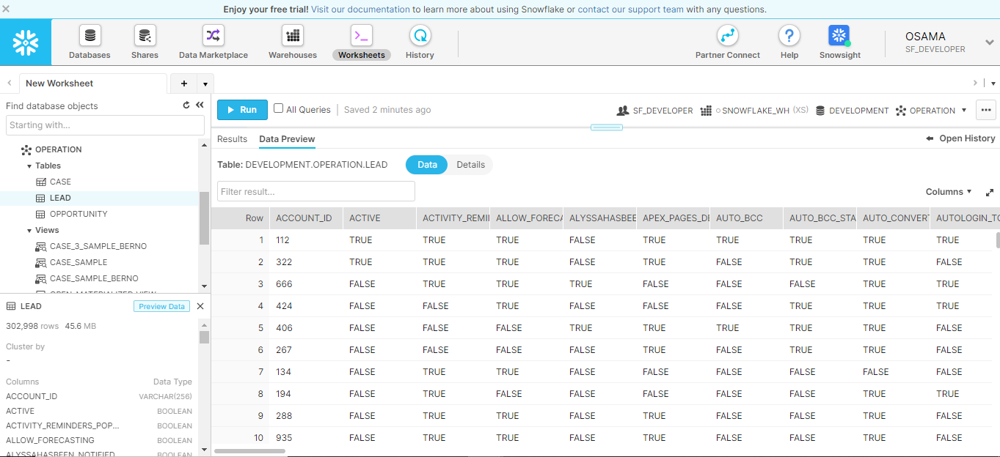 Enjoy your free trial! Visit our documentation to learn more about using Snowflake or contact our support team with any questions.
Databases
Shares
Data Marketplace
Warehouses
Worksheets
History
Partner Connect
Help
Snowsight
OSAMA
SF_DEVELOPER
New Worksheet
Find database objects
Starting with...
OPERATION
Tables
CASE
LEAD
OPPORTUNITY
Views
CASE_3_SAMPLE_BERNO
CASE_SAMPLE
CASE_SAMPLE_BERNO
LEAD Preview Data
302,998 rows 45.6 MB
Cluster by
-
Columns Data Type
ACCOUNT_ID VARCHAR(256)
ACTIVE BOOLEAN
ACTIVITY_REMINDERS_POP... BOOLEAN
ALLOW_FORECASTING BOOLEAN
ALYSSAHASBEEN_NOTIFIED BOOLEAN
Run All Queries Saved 2 minutes ago
SF_DEVELOPER SNOWFLAKE_WH (XS) DEVELOPMENT OPERATION
Results Data Preview Open History
Table: DEVELOPMENT.OPERATION.LEAD Data Details
Filter result...
Columns
Row ACCOUNT_ID ACTIVE ACTIVITY_REMI ALLOW_FORECA ALYSSAHASBEE APEX_PAGES_DE AUTO_BCC AUTO_BCC_STA AUTO_CONVERT AUTOLOGIN_TO
1 112 TRUE TRUE TRUE FALSE TRUE TRUE TRUE TRUE TRUE
2 322 TRUE TRUE TRUE FALSE TRUE FALSE TRUE TRUE FALSE
3 666 FALSE TRUE TRUE TRUE FALSE FALSE FALSE TRUE TRUE
4 424 FALSE FALSE TRUE FALSE TRUE FALSE TRUE TRUE TRUE
5 406 FALSE FALSE FALSE TRUE TRUE TRUE TRUE TRUE FALSE
6 267 FALSE FALSE FALSE FALSE TRUE FALSE TRUE TRUE FALSE
7 134 FALSE TRUE TRUE FALSE TRUE FALSE FALSE FALSE FALSE
8 194 FALSE TRUE FALSE FALSE FALSE FALSE FALSE TRUE TRUE
9 288 FALSE TRUE TRUE FALSE TRUE FALSE TRUE TRUE FALSE
10 935 FALSE TRUE TRUE FALSE TRUE FALSE FALSE TRUE FALSE